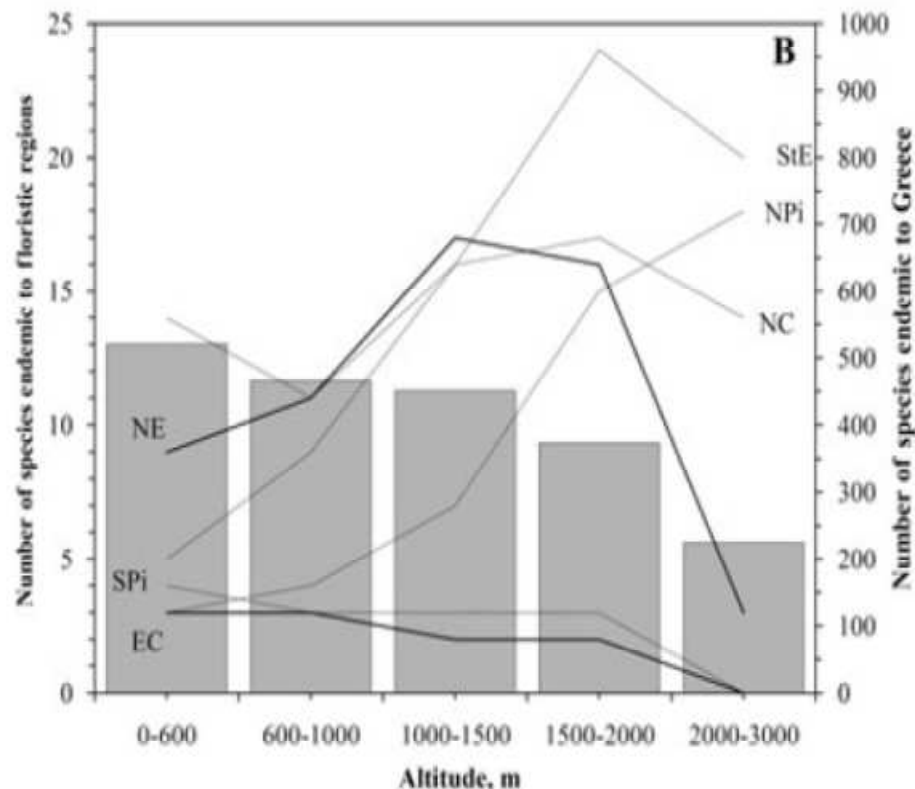 B
Number of species endemic to floristic regions
25
20
15
10
5
0
1000
900
800
700
600
500
400
300
200
100
0
Number of species endemic to Greece
StE
NPi
NC
NE
SPi
EC
0-600 600-1000 1000-1500 1500-2000 2000-3000
Altitude, m